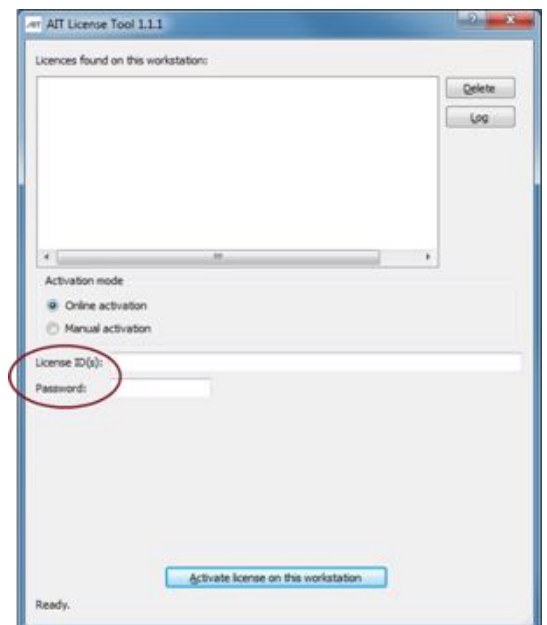 AIT AIT License Tool 1.1.1
Licences found on this workstation:
Delete
Log
Activation mode
Online activation
Manual activation
License ID(s):
Password:
Activate license on this workstation
Ready.